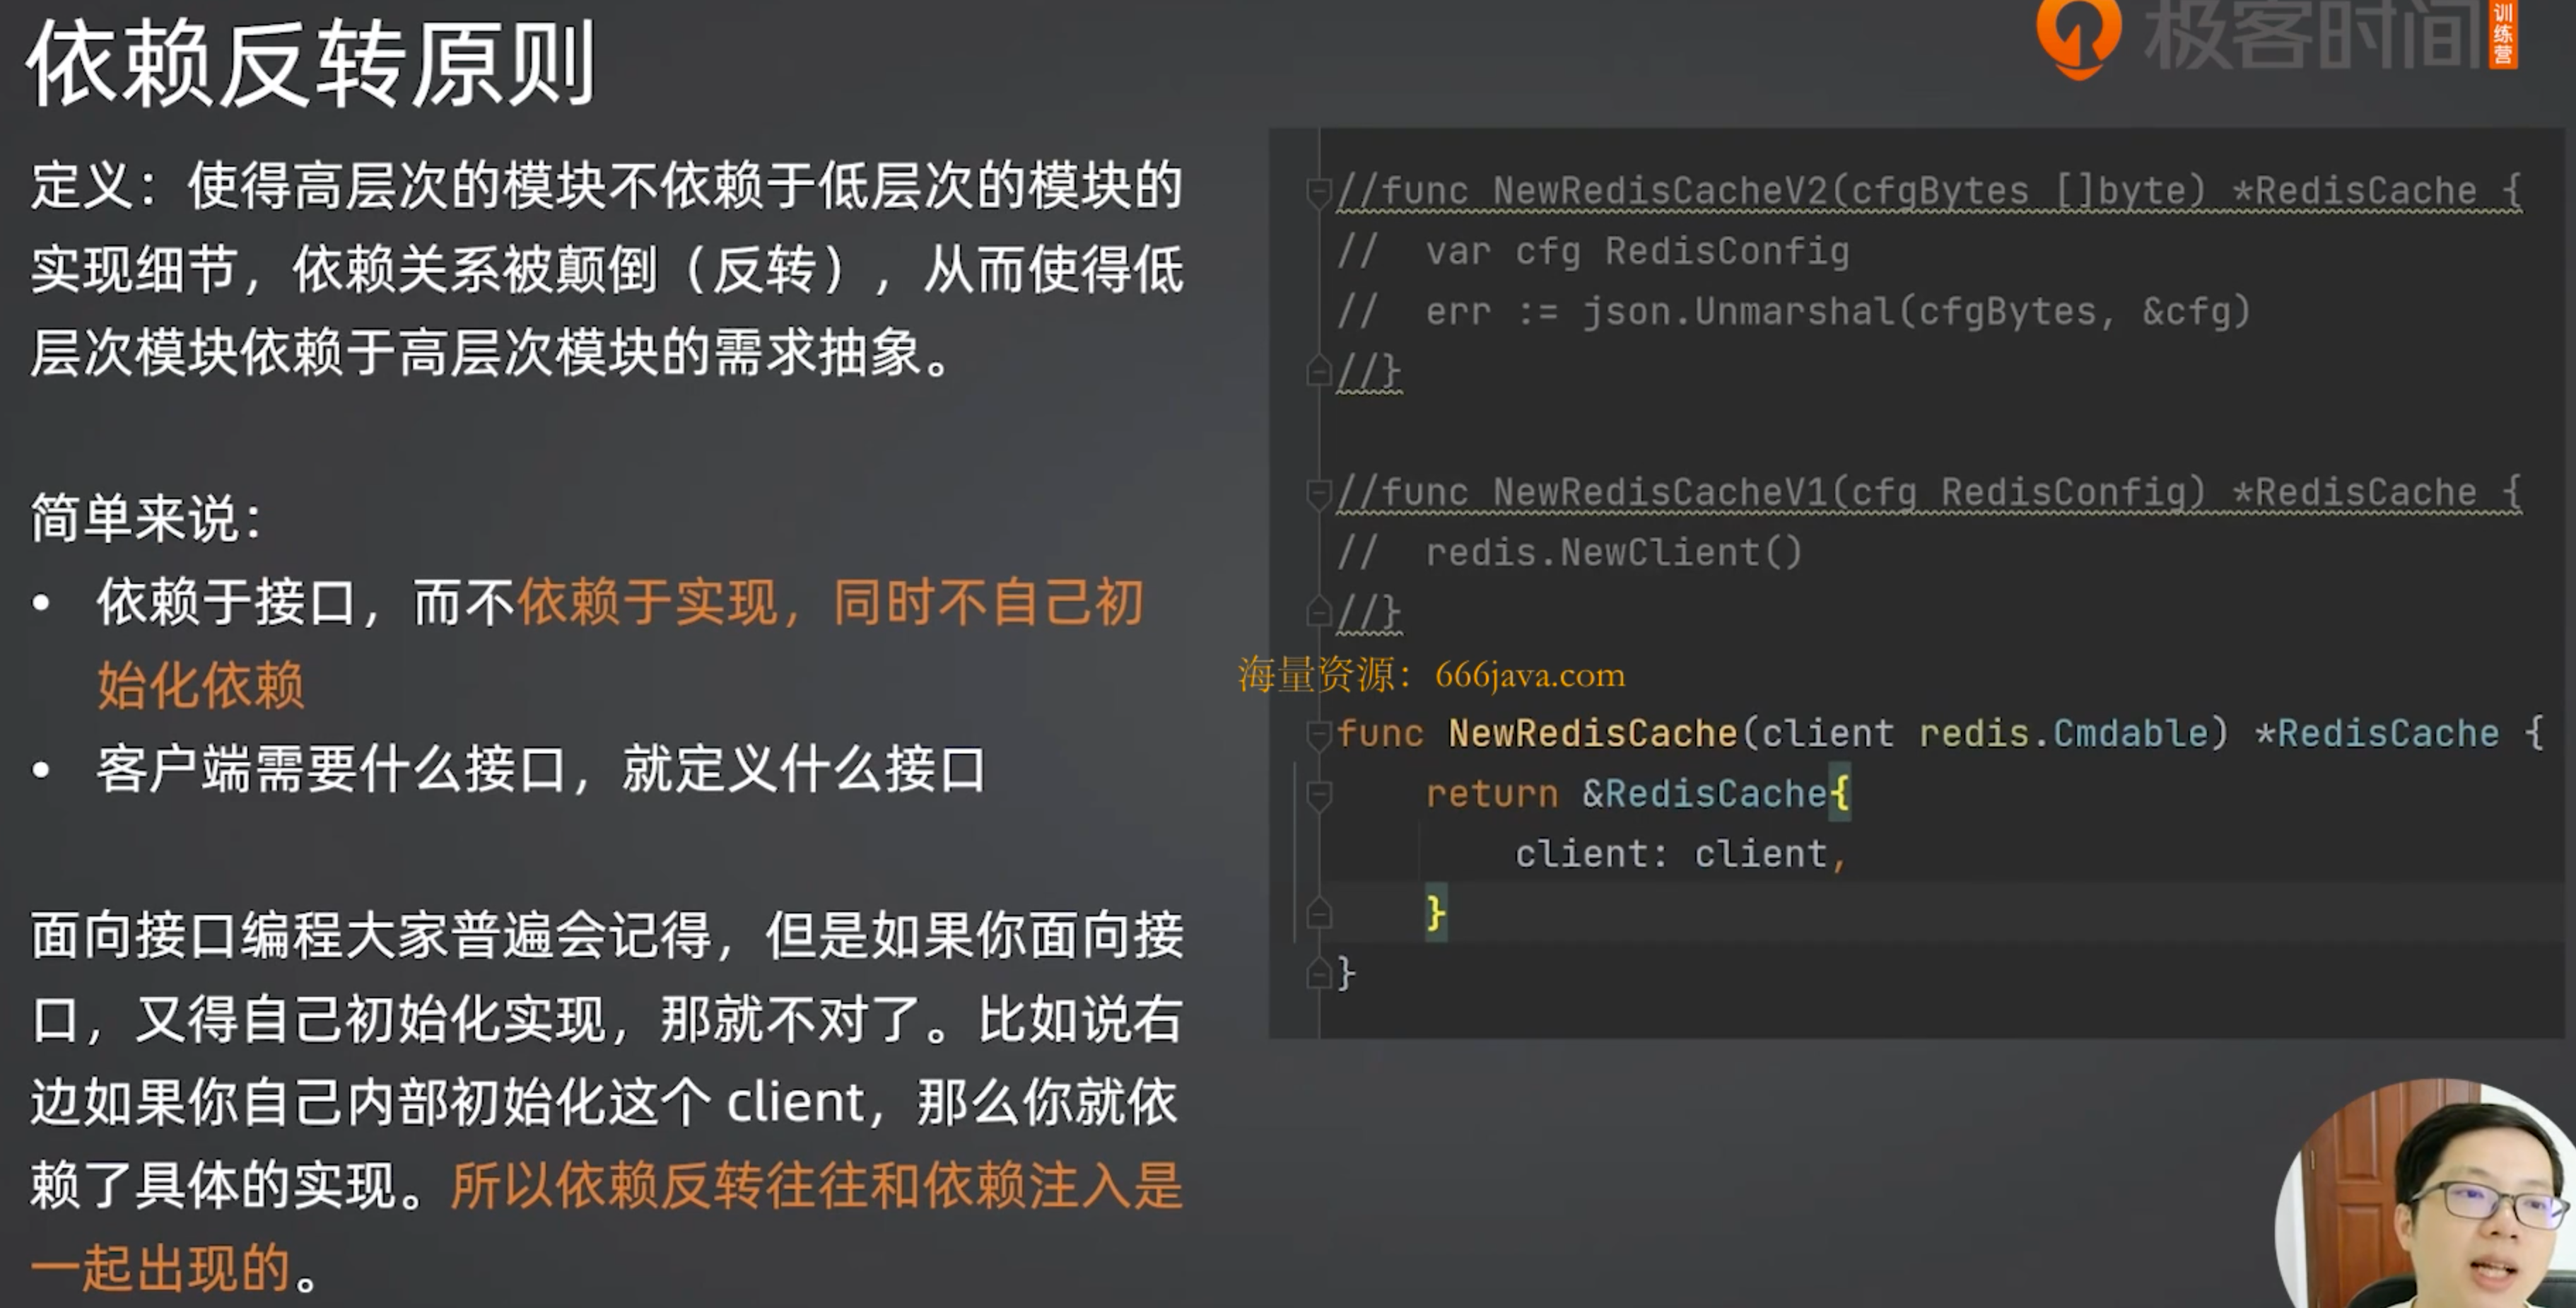 依赖反转原则
极客时间
训练营
定义：使得高层次的模块不依赖于低层次的模块的
实现细节，依赖关系被颠倒（反转），从而使得低
层次模块依赖于高层次模块的需求抽象。
简单来说：
• 依赖于接口，而不依赖于实现，同时不自己初
始化依赖
• 客户端需要什么接口，就定义什么接口
面向接口编程大家普遍会记得，但是如果你面向接
口，又得自己初始化实现，那就不对了。比如说右
边如果你自己内部初始化这个 client，那么你就依
赖了具体的实现。所以依赖反转往往和依赖注入是
一起出现的。
//func NewRedisCacheV2(cfgBytes []byte) *RedisCache {
//  var cfg RedisConfig
//  err := json.Unmarshal(cfgBytes, &cfg)
//}
//func NewRedisCacheV1(cfg RedisConfig) *RedisCache {
//  redis.NewClient()
//}
海量资源：666java.com
func NewRedisCache(client redis.Cmdable) *RedisCache {
    return &RedisCache{
        client: client,
    }
}